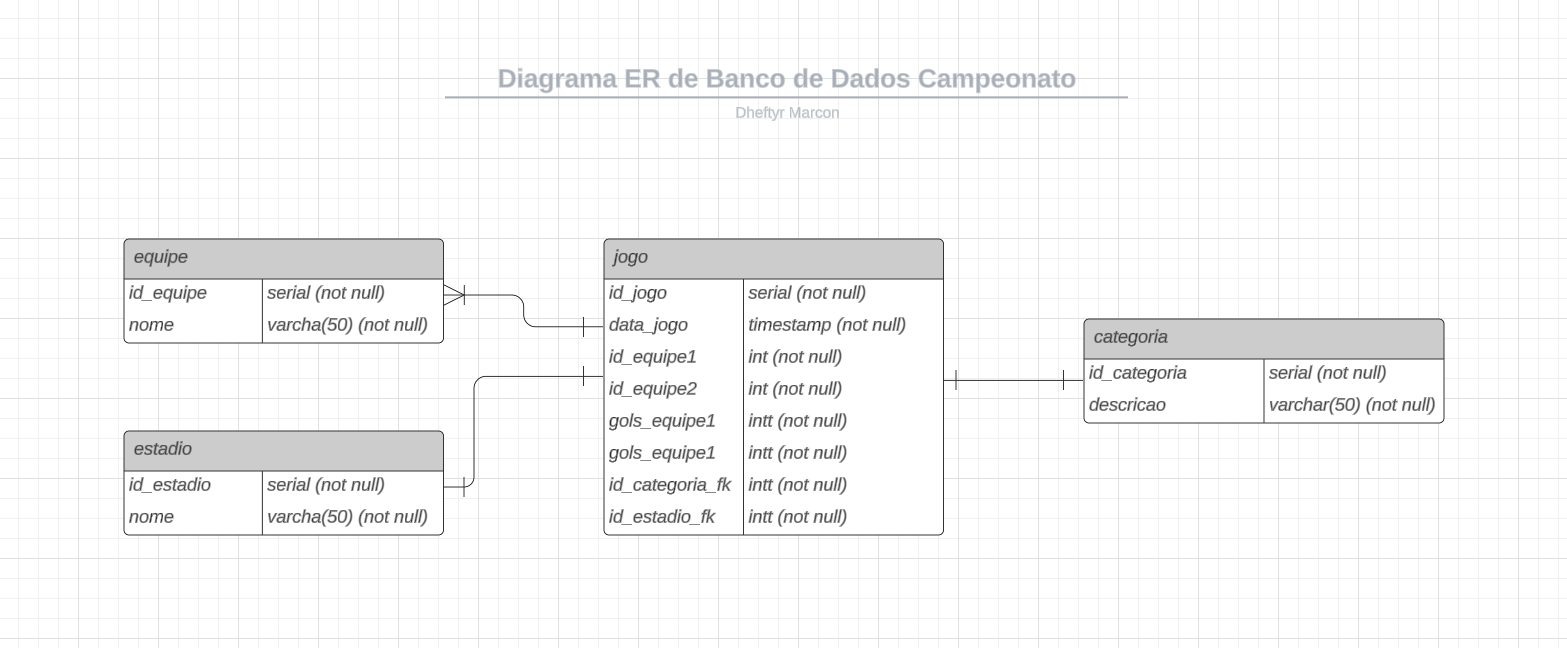 Diagrama ER de Banco de Dados Campeonato
Dheftyr Marcon
equipe
id_equipe serial (not null)
nome varcha(50) (not null)
estadio
id_estadio serial (not null)
nome varcha(50) (not null)
jogo
id_jogo serial (not null)
data_jogo timestamp (not null)
id_equipe1 int (not null)
id_equipe2 int (not null)
gols_equipe1 intt (not null)
gols_equipe1 intt (not null)
id_categoria_fk intt (not null)
id_estadio_fk intt (not null)
categoria
id_categoria serial (not null)
descricao varchar(50) (not null)